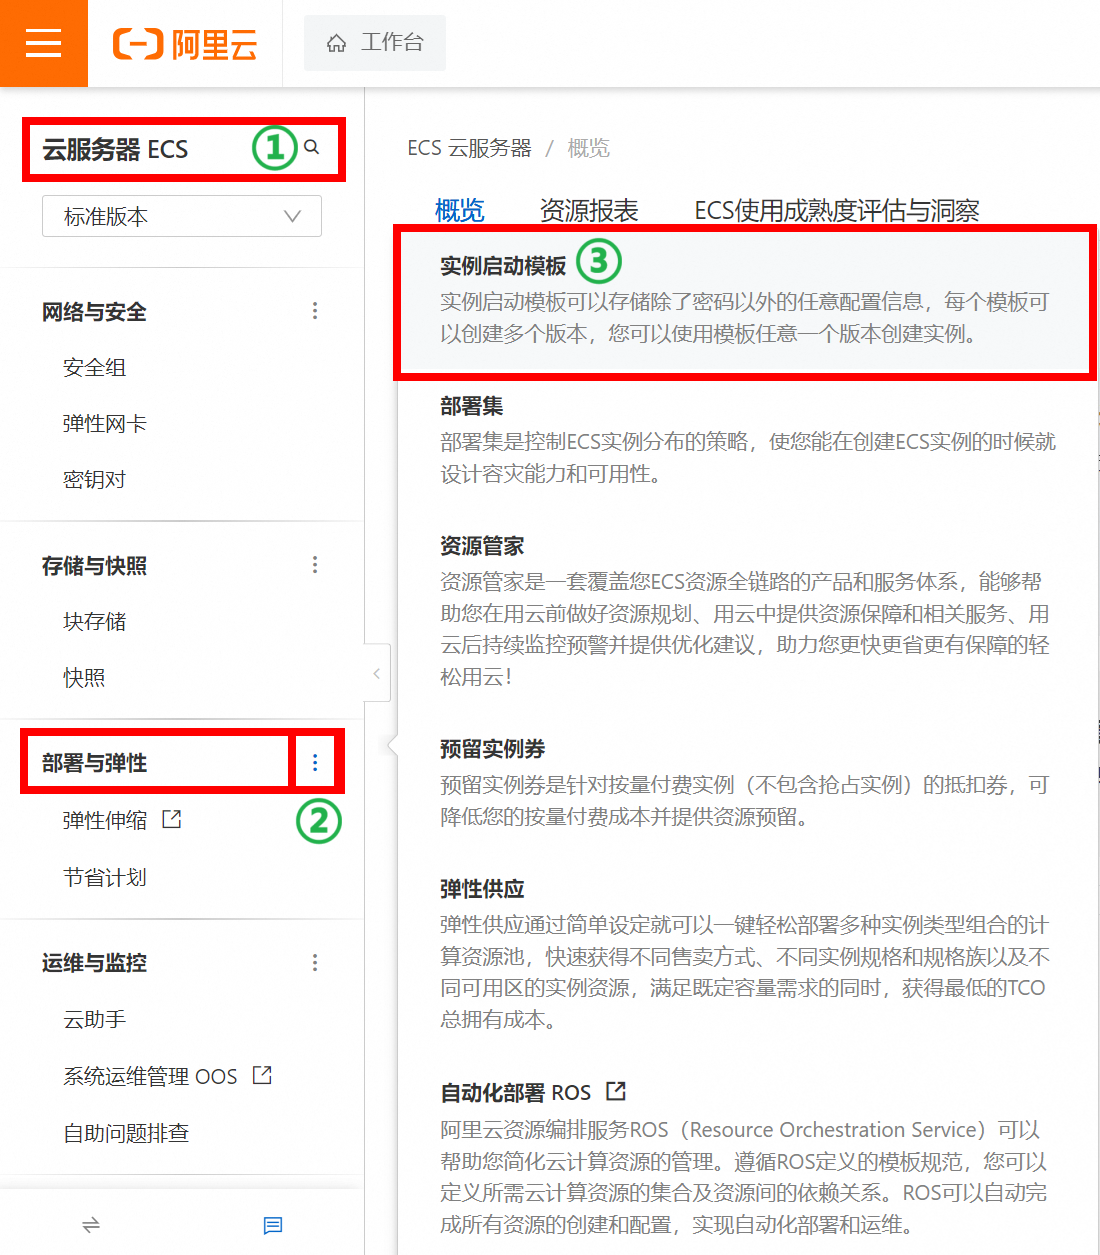 阿里云
工作台
云服务器 ECS ①
标准版本
网络与安全
安全组
弹性网卡
密钥对
存储与快照
块存储
快照
部署与弹性
②
弹性伸缩
节省计划
运维与监控
云助手
系统运维管理 OOS
自助问题排查
ECS 云服务器 / 概览
概览 资源报表 ECS使用成熟度评估与洞察
实例启动模板 ③
实例启动模板可以存储除了密码以外的任意配置信息，每个模板可
以创建多个版本，您可以使用模板任意一个版本创建实例。
部署集
部署集是控制ECS实例分布的策略，使您能在创建ECS实例的时候就
设计容灾能力和可用性。
资源管家
资源管家是一套覆盖您ECS资源全链路的产品和服务体系，能够帮
助您在用云前做好资源规划、用云中提供资源保障和相关服务、用
云后持续监控预警并提供优化建议，助力您更快更省更有保障的轻
松用云！
预留实例券
预留实例券是针对按量付费实例（不包含抢占实例）的抵扣券，可
降低您的按量付费成本并提供资源预留。
弹性供应
弹性供应通过简单设定就可以一键轻松部署多种实例类型组合的计
算资源池，快速获得不同售卖方式、不同实例规格和规格族以及不
同可用区的实例资源，满足既定容量需求的同时，获得最低的TCO
总拥有成本。
自动化部署 ROS
阿里云资源编排服务ROS（Resource Orchestration Service）可以
帮助您简化云计算资源的管理。遵循ROS定义的模板规范，您可以
定义所需云计算资源的集合及资源间的依赖关系。ROS可以自动完
成所有资源的创建和配置，实现自动化部署和运维。